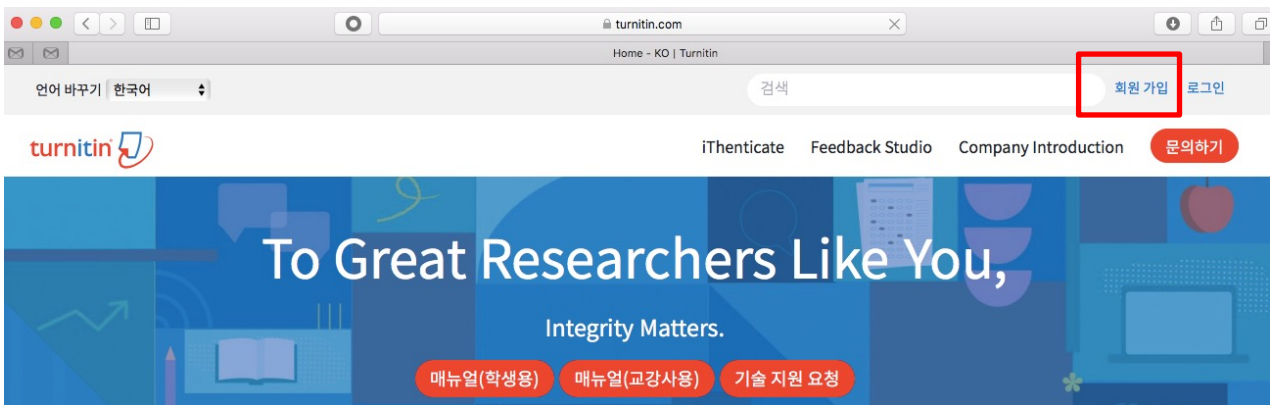 turnitin.com
Home - KO | Turnitin
언어 바꾸기 한국어 검색 회원 가입 로그인
turnitin iThenticate Feedback Studio Company Introduction 문의하기
To Great Researchers Like You,
Integrity Matters.
매뉴얼(학생용) 매뉴얼(교강사용) 기술 지원 요청